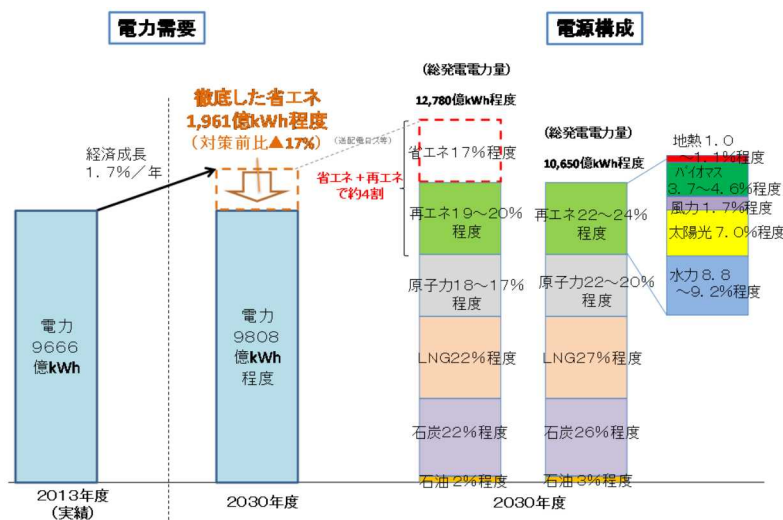 電力需要
電源構成
徹底した省エネ
1,961億kWh程度
(対策前比▲17%)
経済成長
1.7%/年
(送配電ロス等)
電力
9666
億kWh
電力
9808
億kWh
程度
2013年度
(実績)
2030年度
(総発電電力量)
12,780億kWh程度
省エネ17%程度
省エネ+再エネ
で約4割
再エネ19~20%
程度
原子力18~17%
程度
LNG22%程度
石炭22%程度
石油 2%程度
(総発電電力量)
10,650億kWh程度
再エネ22~24%
程度
原子力22~20%
程度
LNG27%程度
石炭26%程度
石油 3%程度
2030年度
地熱1.0
~1.1%程度
バイオマス
3.7~4.6%程度
風力1.7%程度
太陽光7.0%程度
水力8.8
~9.2%程度